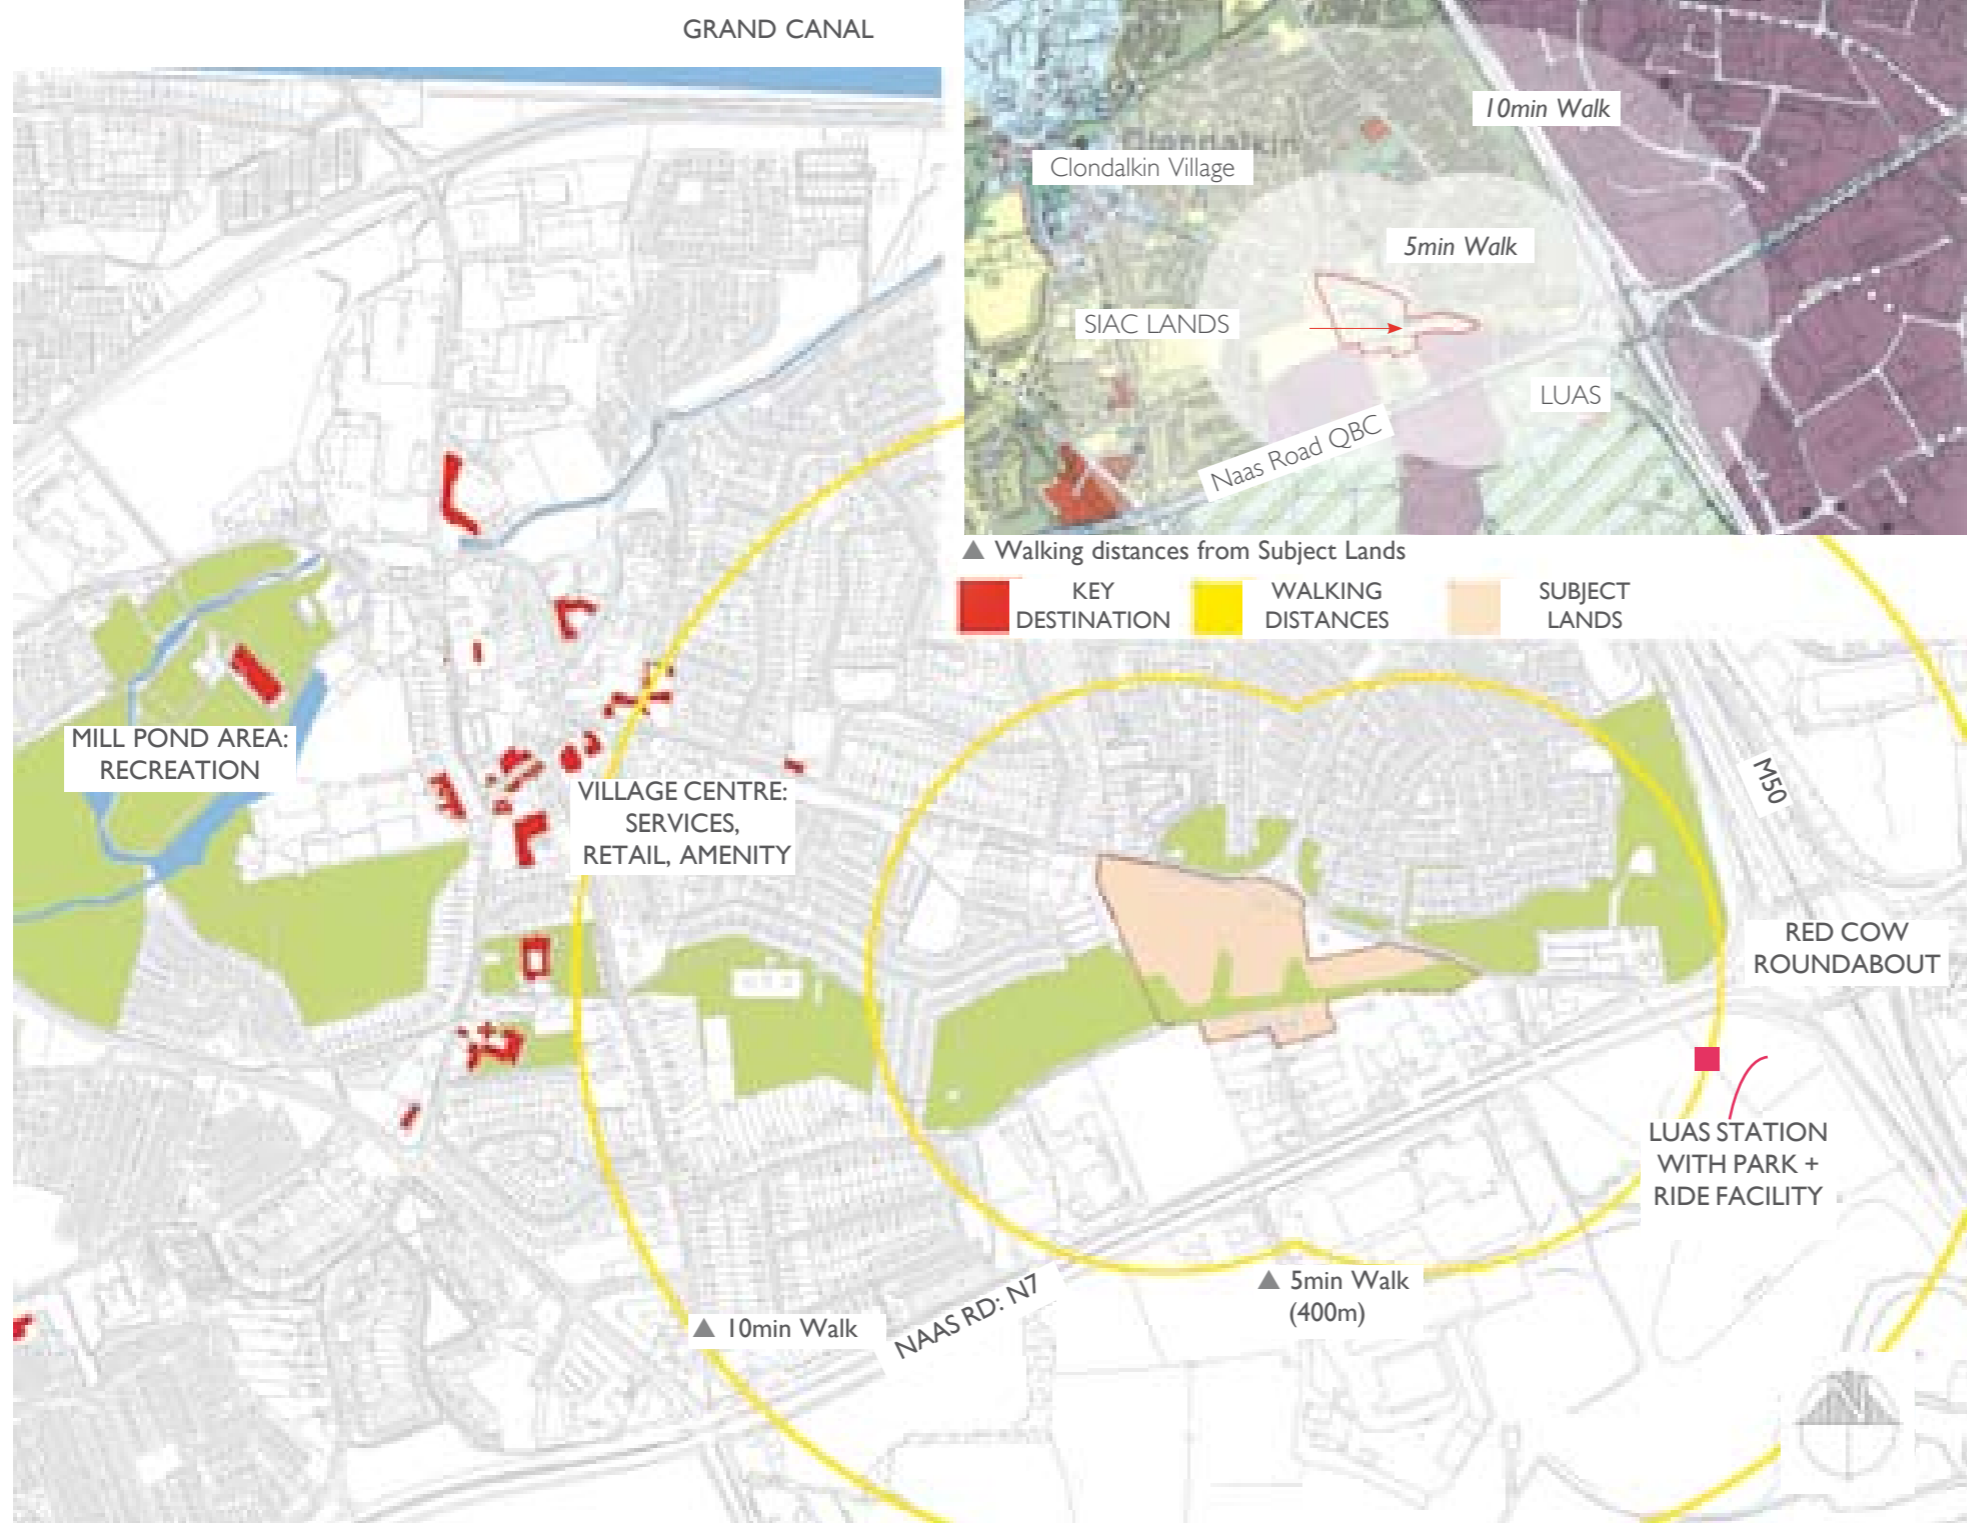 GRAND CANAL
10min Walk
Clondalkin
Clondalkin Village
5min Walk
SIAC LANDS
LUAS
Naas Road QBC
▲ Walking distances from Subject Lands
KEY
DESTINATION
WALKING
DISTANCES
SUBJECT
LANDS
MILL POND AREA:
RECREATION
VILLAGE CENTRE:
SERVICES,
RETAIL, AMENITY
M50
RED COW
ROUNDABOUT
LUAS STATION
WITH PARK +
RIDE FACILITY
▲ 5min Walk
(400m)
▲ 10min Walk
NAAS RD: N7
N